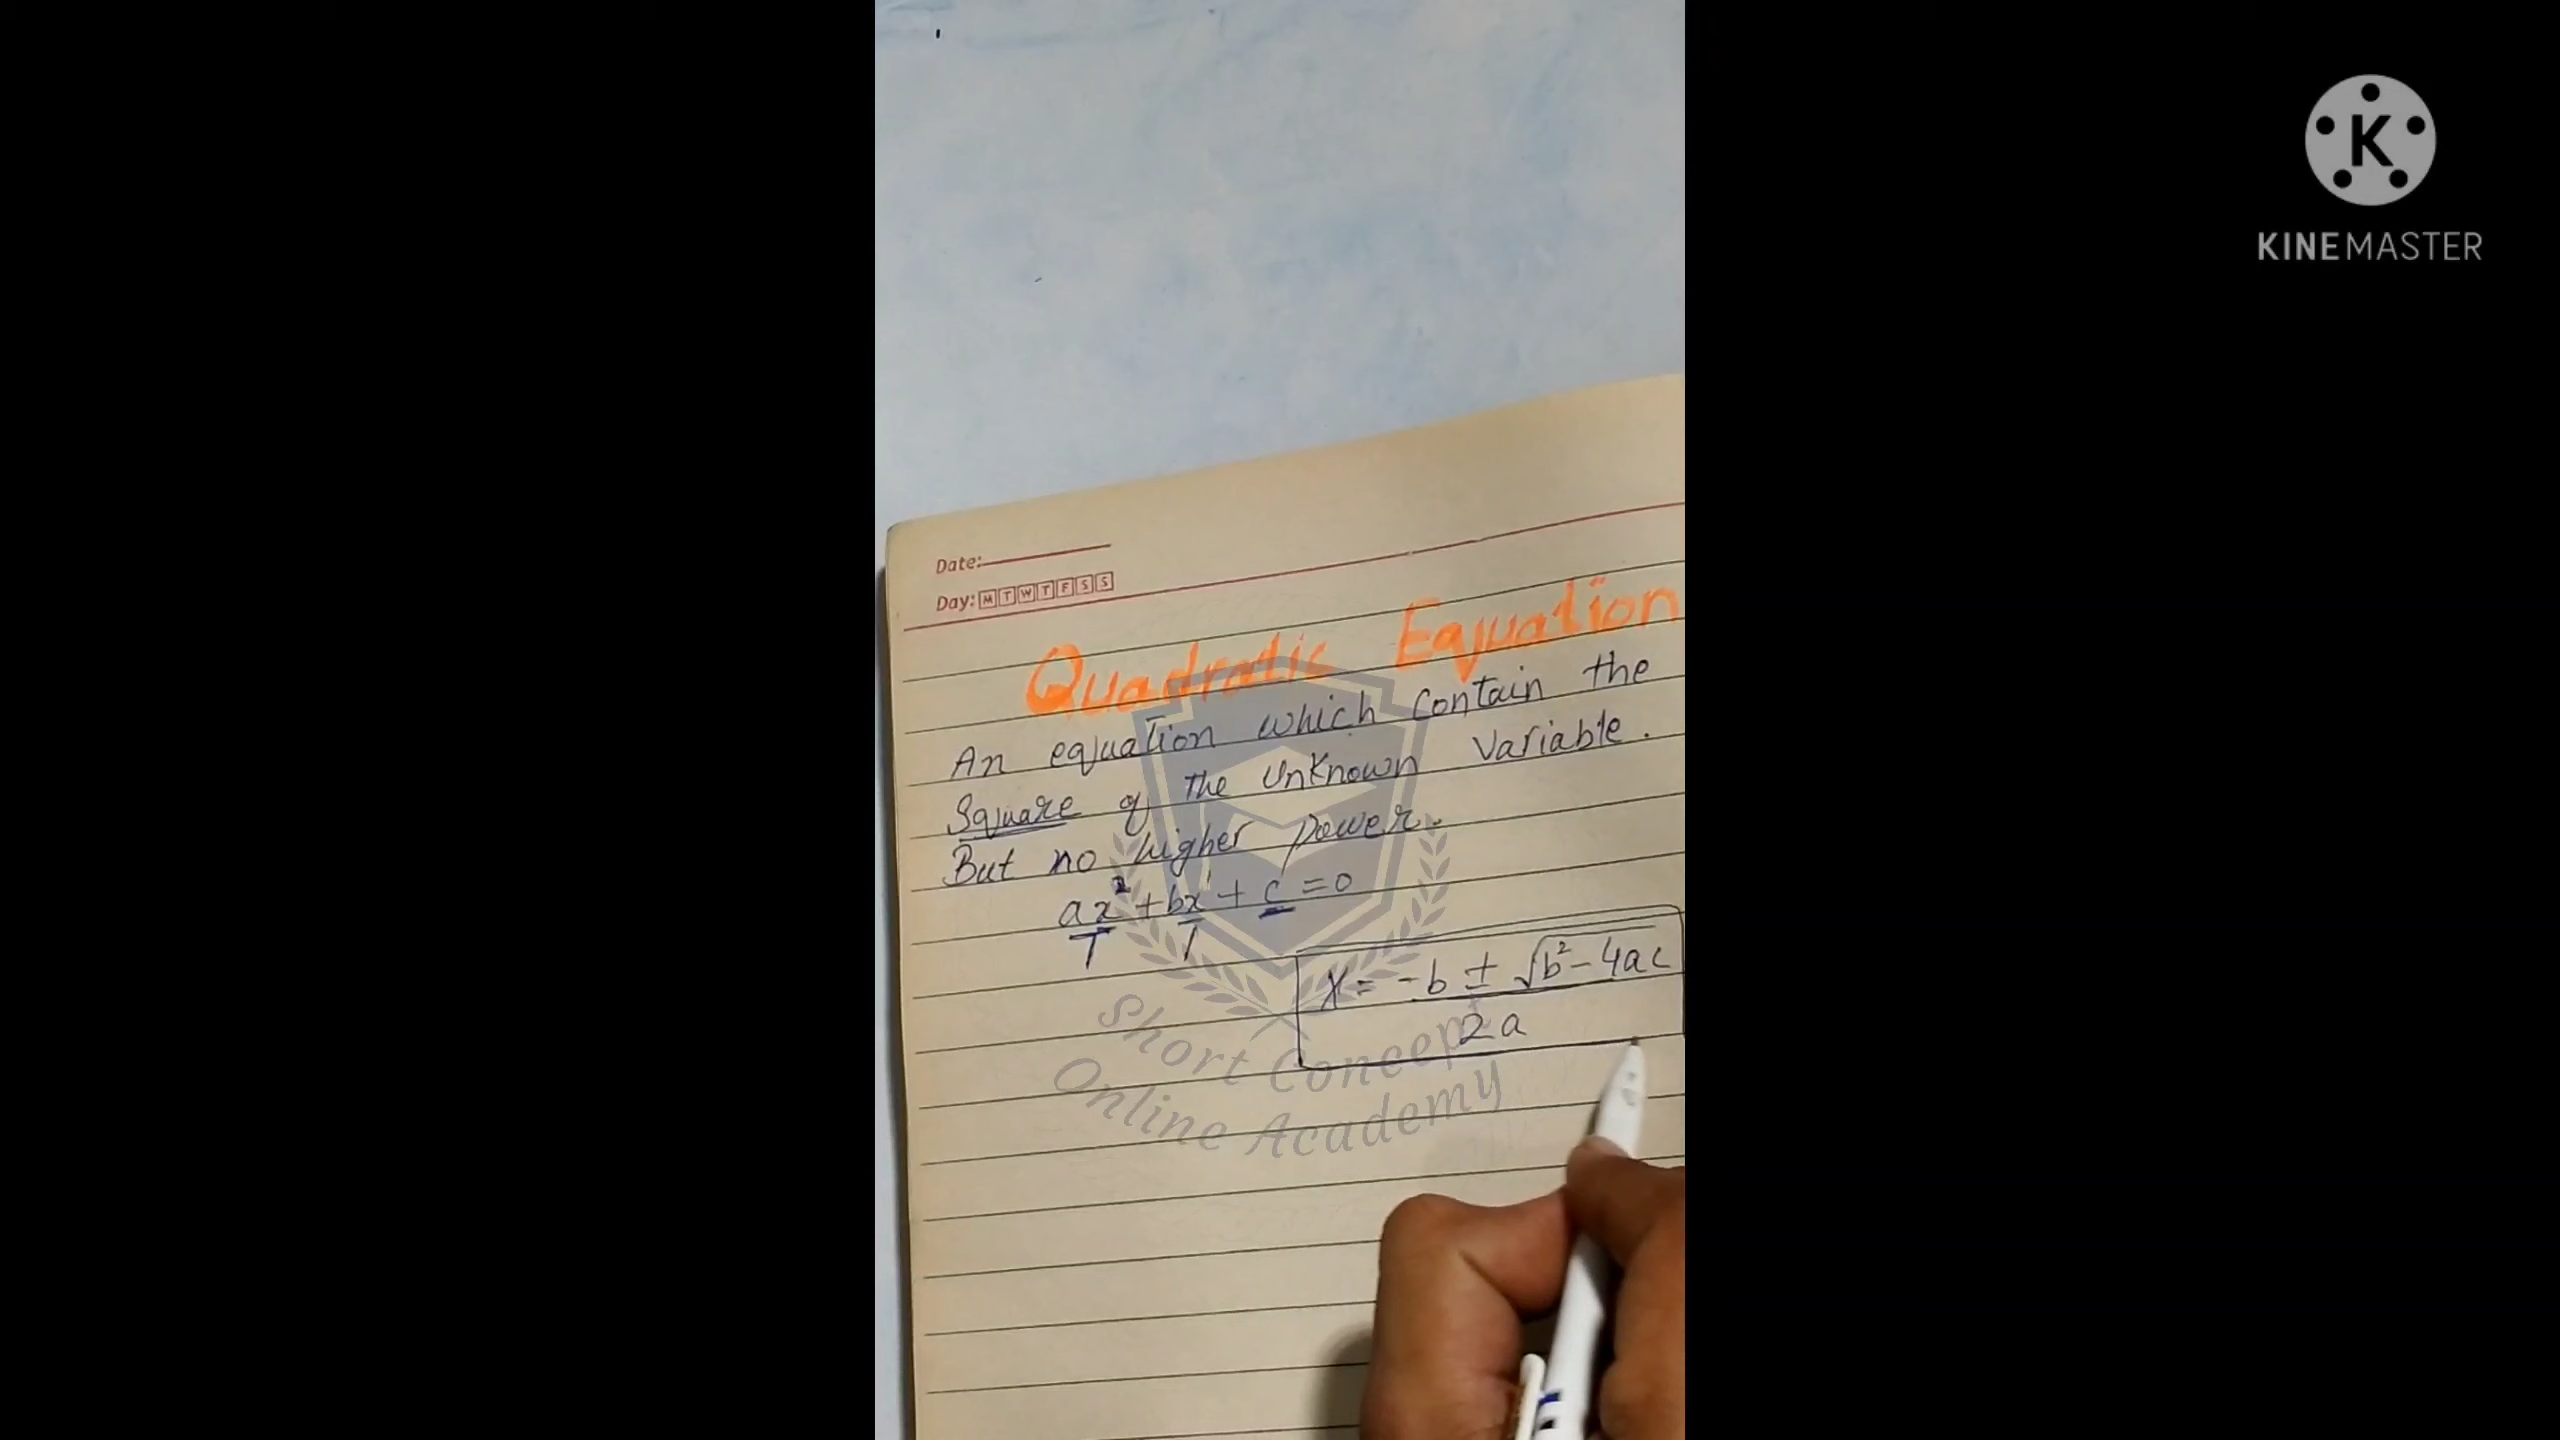 K
KINEMASTER
Date:
Day: M T W T F S S
Quadratic Equation
An equation which contain the
Square of the Unknown Variable.
But no higher power.
ax² + bx¹ + c = 0
x = -b ± √b² - 4ac
2a
Short Concept
Online Academy